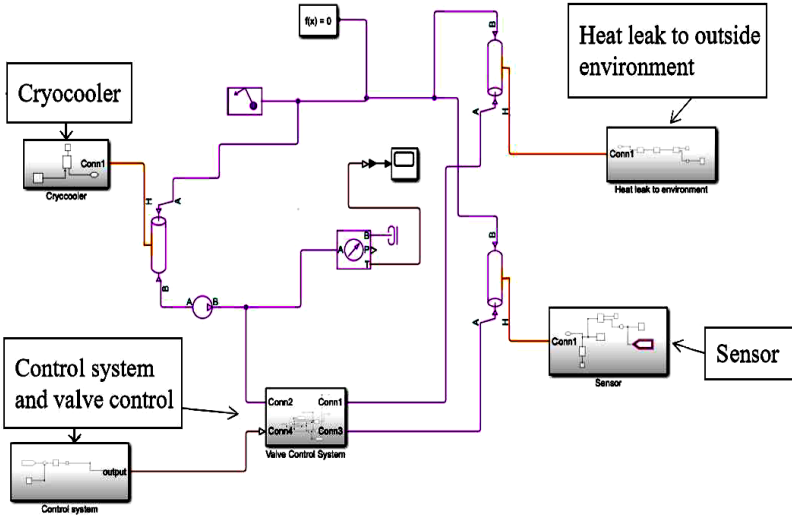 f(x) = 0
Heat leak to outside
environment
Cryocooler
Conn1
Cryocooler
H
A
B
A
B
A
B
P
T
B
A
H
Conn1
Heat leak to environment
B
A
H
Conn1
Sensor
Sensor
Control system
and valve control
Conn2
Conn1
Conn4
Conn3
Valve Control System
output
Control system